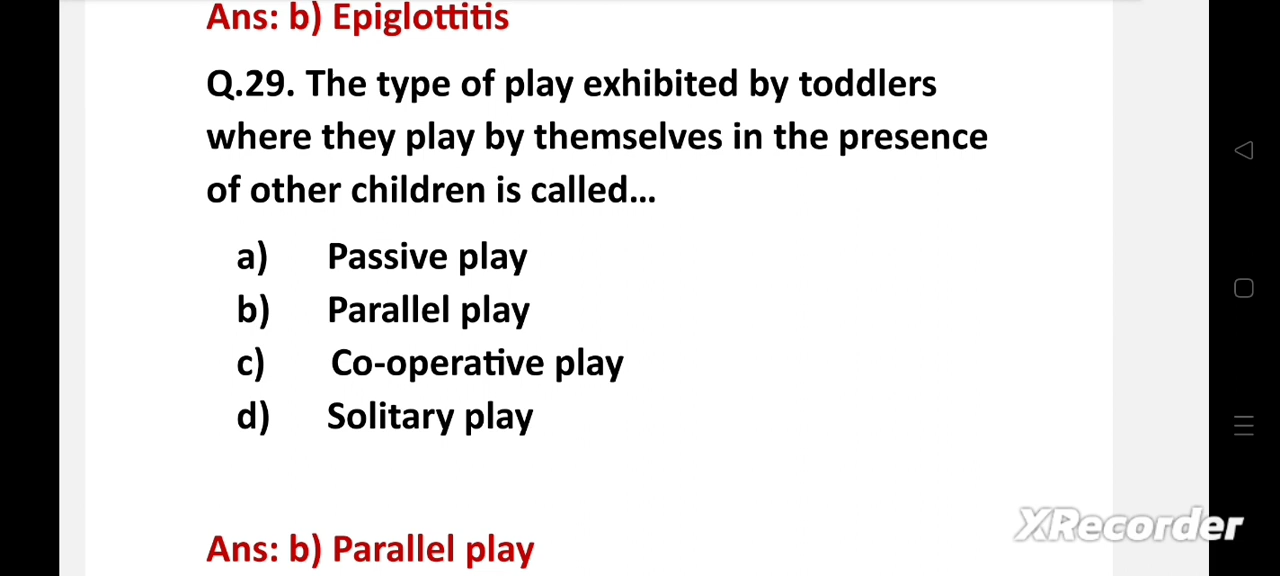 Ans: b) Epiglottitis
Q.29. The type of play exhibited by toddlers
where they play by themselves in the presence
of other children is called...
a) Passive play
b) Parallel play
c) Co-operative play
d) Solitary play
XRecorder
Ans: b) Parallel play